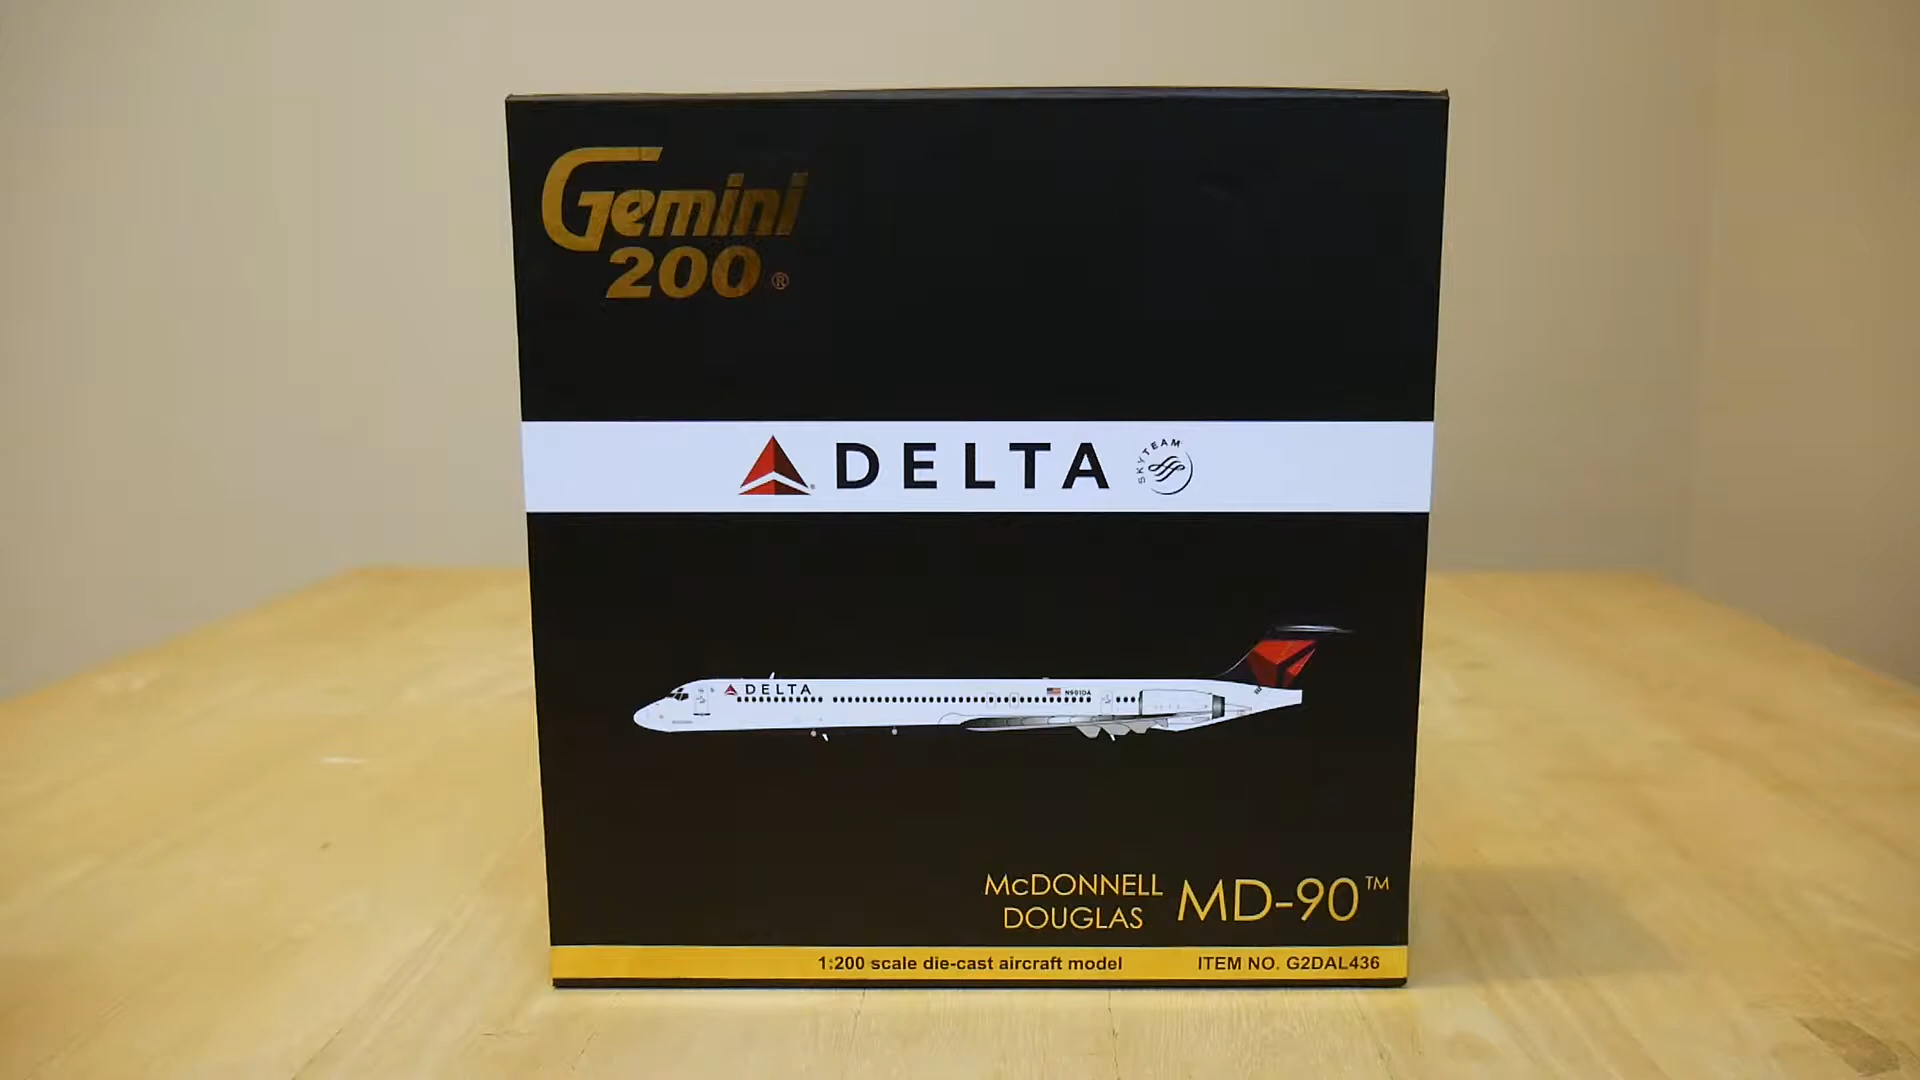 Gemini
200®
DELTA SKYTEAM
DELTA N901DA
McDONNELL
DOUGLAS MD-90™
1:200 scale die-cast aircraft model ITEM NO. G2DAL436